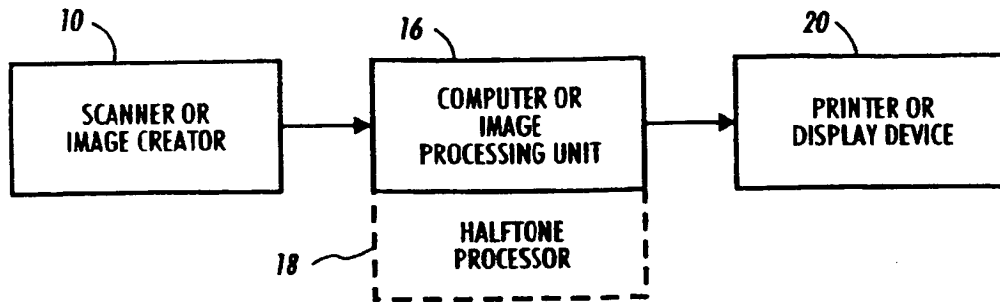 10
SCANNER OR
IMAGE CREATOR
16
COMPUTER OR
IMAGE
PROCESSING UNIT
20
PRINTER OR
DISPLAY DEVICE
18
HALFTONE
PROCESSOR